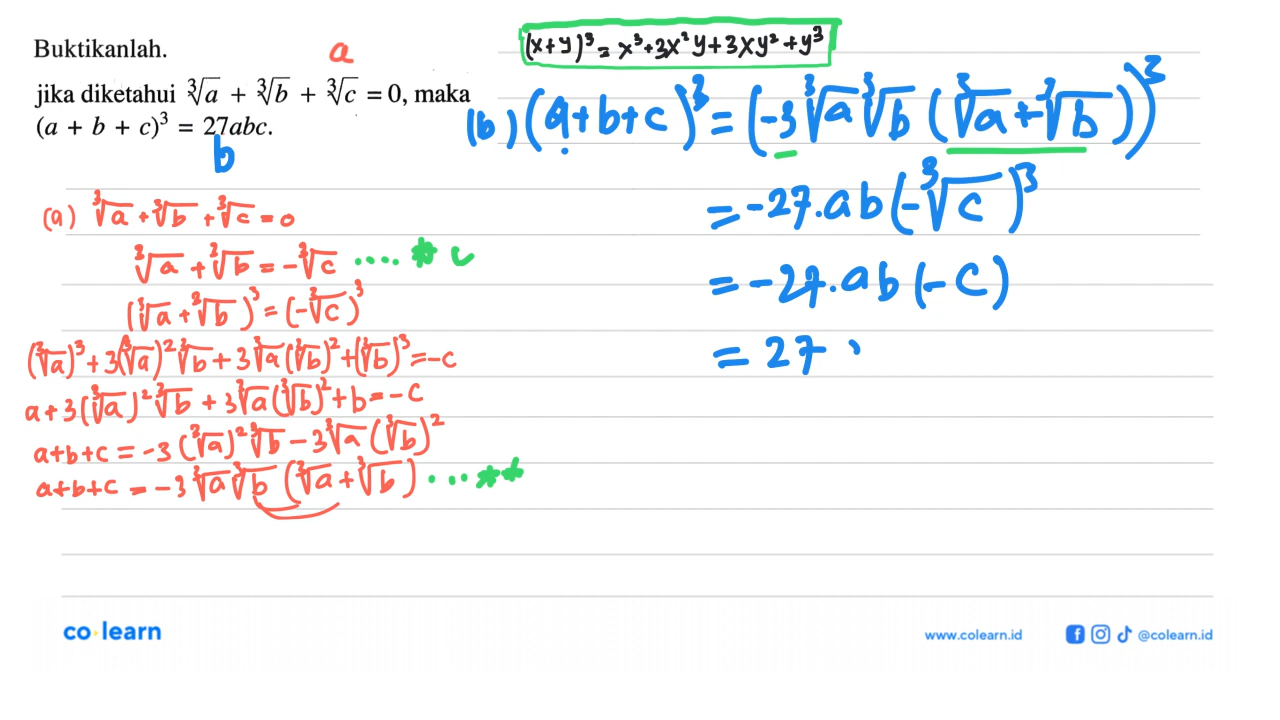 Buktikanlah.
a
jika diketahui ∛a + ∛b + ∛c = 0, maka
(a + b + c)³ = 27abc.
b
(a) ∛a + ∛b + ∛c = 0
∛a + ∛b = -∛c .... * c
(∛a + ∛b)³ = (-∛c)³
(∛a)³ + 3(∛a)² ∛b + 3∛a(∛b)² + (∛b)³ = -c
a + 3(∛a)² ∛b + 3∛a(∛b)² + b = -c
a+b+c = -3(∛a)² ∛b - 3∛a(∛b)²
a+b+c = -3∛a∛b (∛a + ∛b) ... **
(x+y)³ = x³+3x²y+3xy²+y³
(b) (a+b+c)³ = (-3∛a∛b (∛a+∛b))³
= -27.ab(-∛c)³
= -27.ab(-c)
= 27
co learn
www.colearn.id
@colearn.id